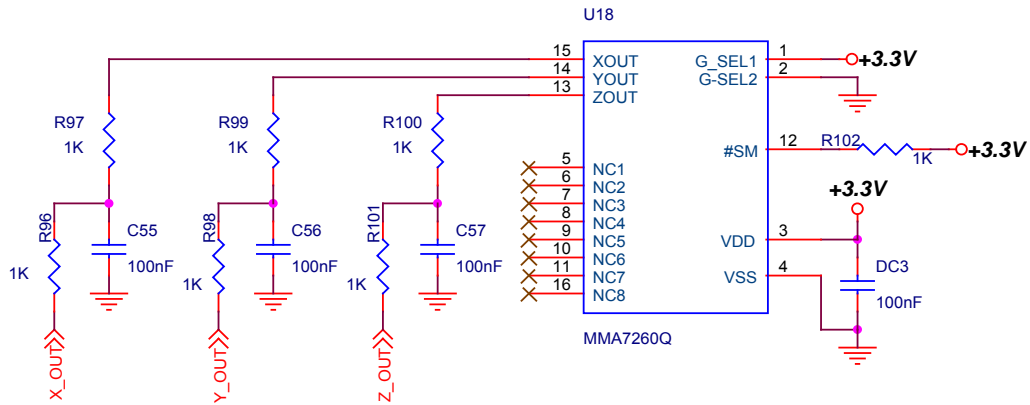 U18
15 XOUT G_SEL1 1 +3.3V
14 YOUT G-SEL2 2
13 ZOUT
R97 1K
R99 1K
R100 1K
#SM 12 R102 1K +3.3V
5 NC1
6 NC2
7 NC3
8 NC4
9 NC5
10 NC6
11 NC7
16 NC8
+3.3V
VDD 3
VSS 4
DC3
100nF
R96 1K
C55
100nF
R98 1K
C56
100nF
R101 1K
C57
100nF
MMA7260Q
X_OUT
Y_OUT
Z_OUT